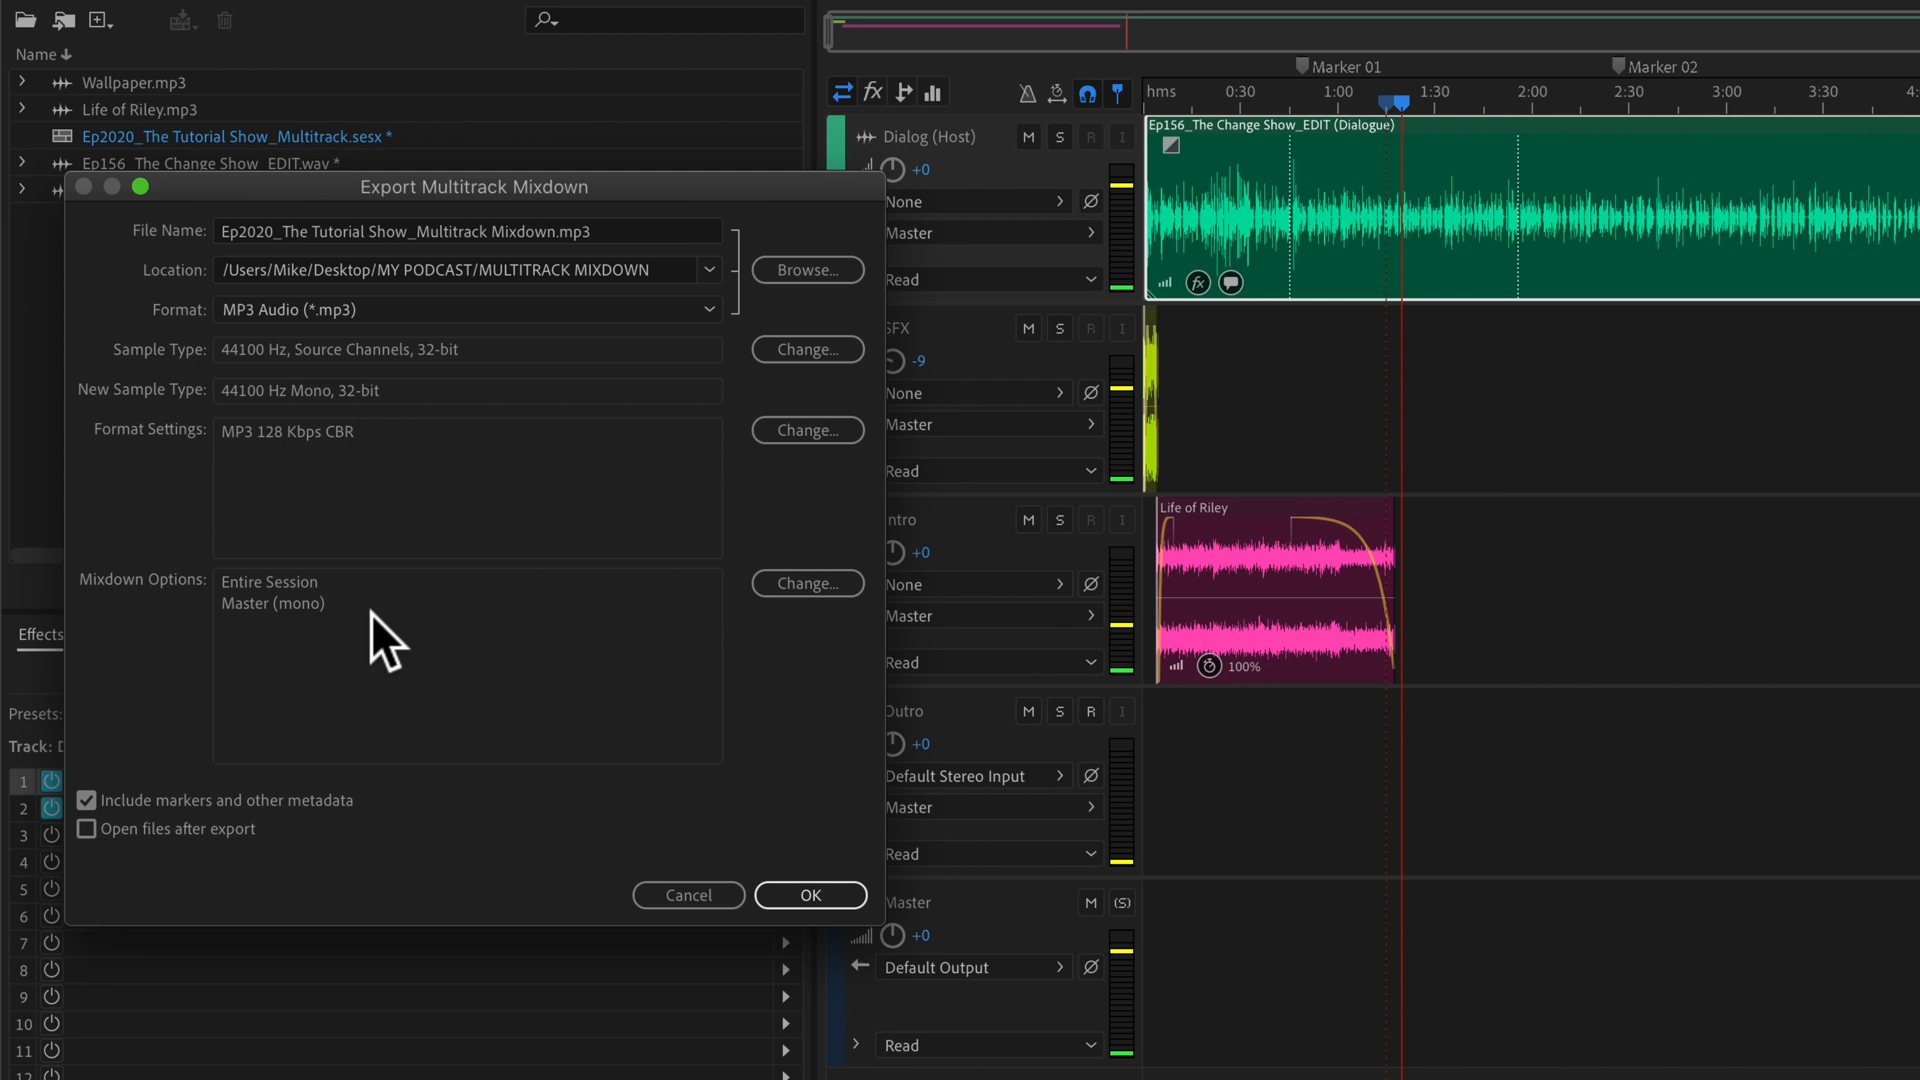 Name
Wallpaper.mp3
Life of Riley.mp3
Ep2020_The Tutorial Show_Multitrack.sesx *
Ep156_The Change Show_EDIT.wav *
Export Multitrack Mixdown
File Name: Ep2020_The Tutorial Show_Multitrack Mixdown.mp3
Location: /Users/Mike/Desktop/MY PODCAST/MULTITRACK MIXDOWN
Browse...
Format: MP3 Audio (*.mp3)
Sample Type: 44100 Hz, Source Channels, 32-bit
Change...
New Sample Type: 44100 Hz Mono, 32-bit
Format Settings: MP3 128 Kbps CBR
Change...
Mixdown Options: Entire Session
Master (mono)
Change...
Include markers and other metadata
Open files after export
Cancel
OK
Effects
Presets:
Track: D
1
2
3
4
5
6
7
8
9
10
11
12
Marker 01
Marker 02
fx
hms 0:30 1:00 1:30 2:00 2:30 3:00 3:30 4:
Dialog (Host) M S R I
+0
None
Master
Read
Ep156_The Change Show_EDIT (Dialogue)
fx
SFX M S R I
-9
None
Master
Read
ntro M S R I
+0
None
Master
Read
Life of Riley
100%
Outro M S R I
+0
Default Stereo Input
Master
Read
Master M (S)
+0
Default Output
Read